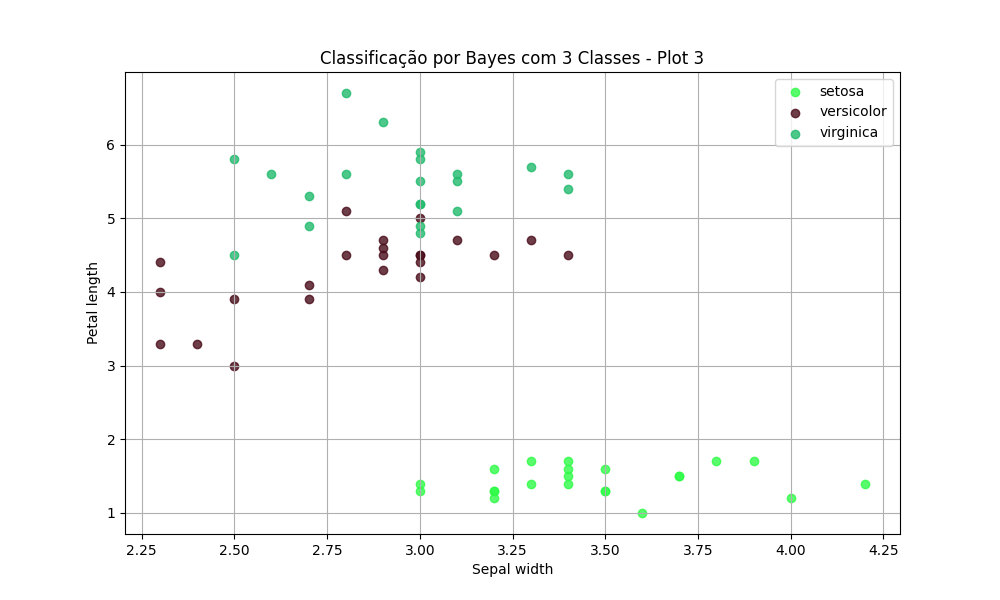 Classificação por Bayes com 3 Classes - Plot 3
setosa
versicolor
virginica
Petal length
6
5
4
3
2
1
2.25 2.50 2.75 3.00 3.25 3.50 3.75 4.00 4.25
Sepal width